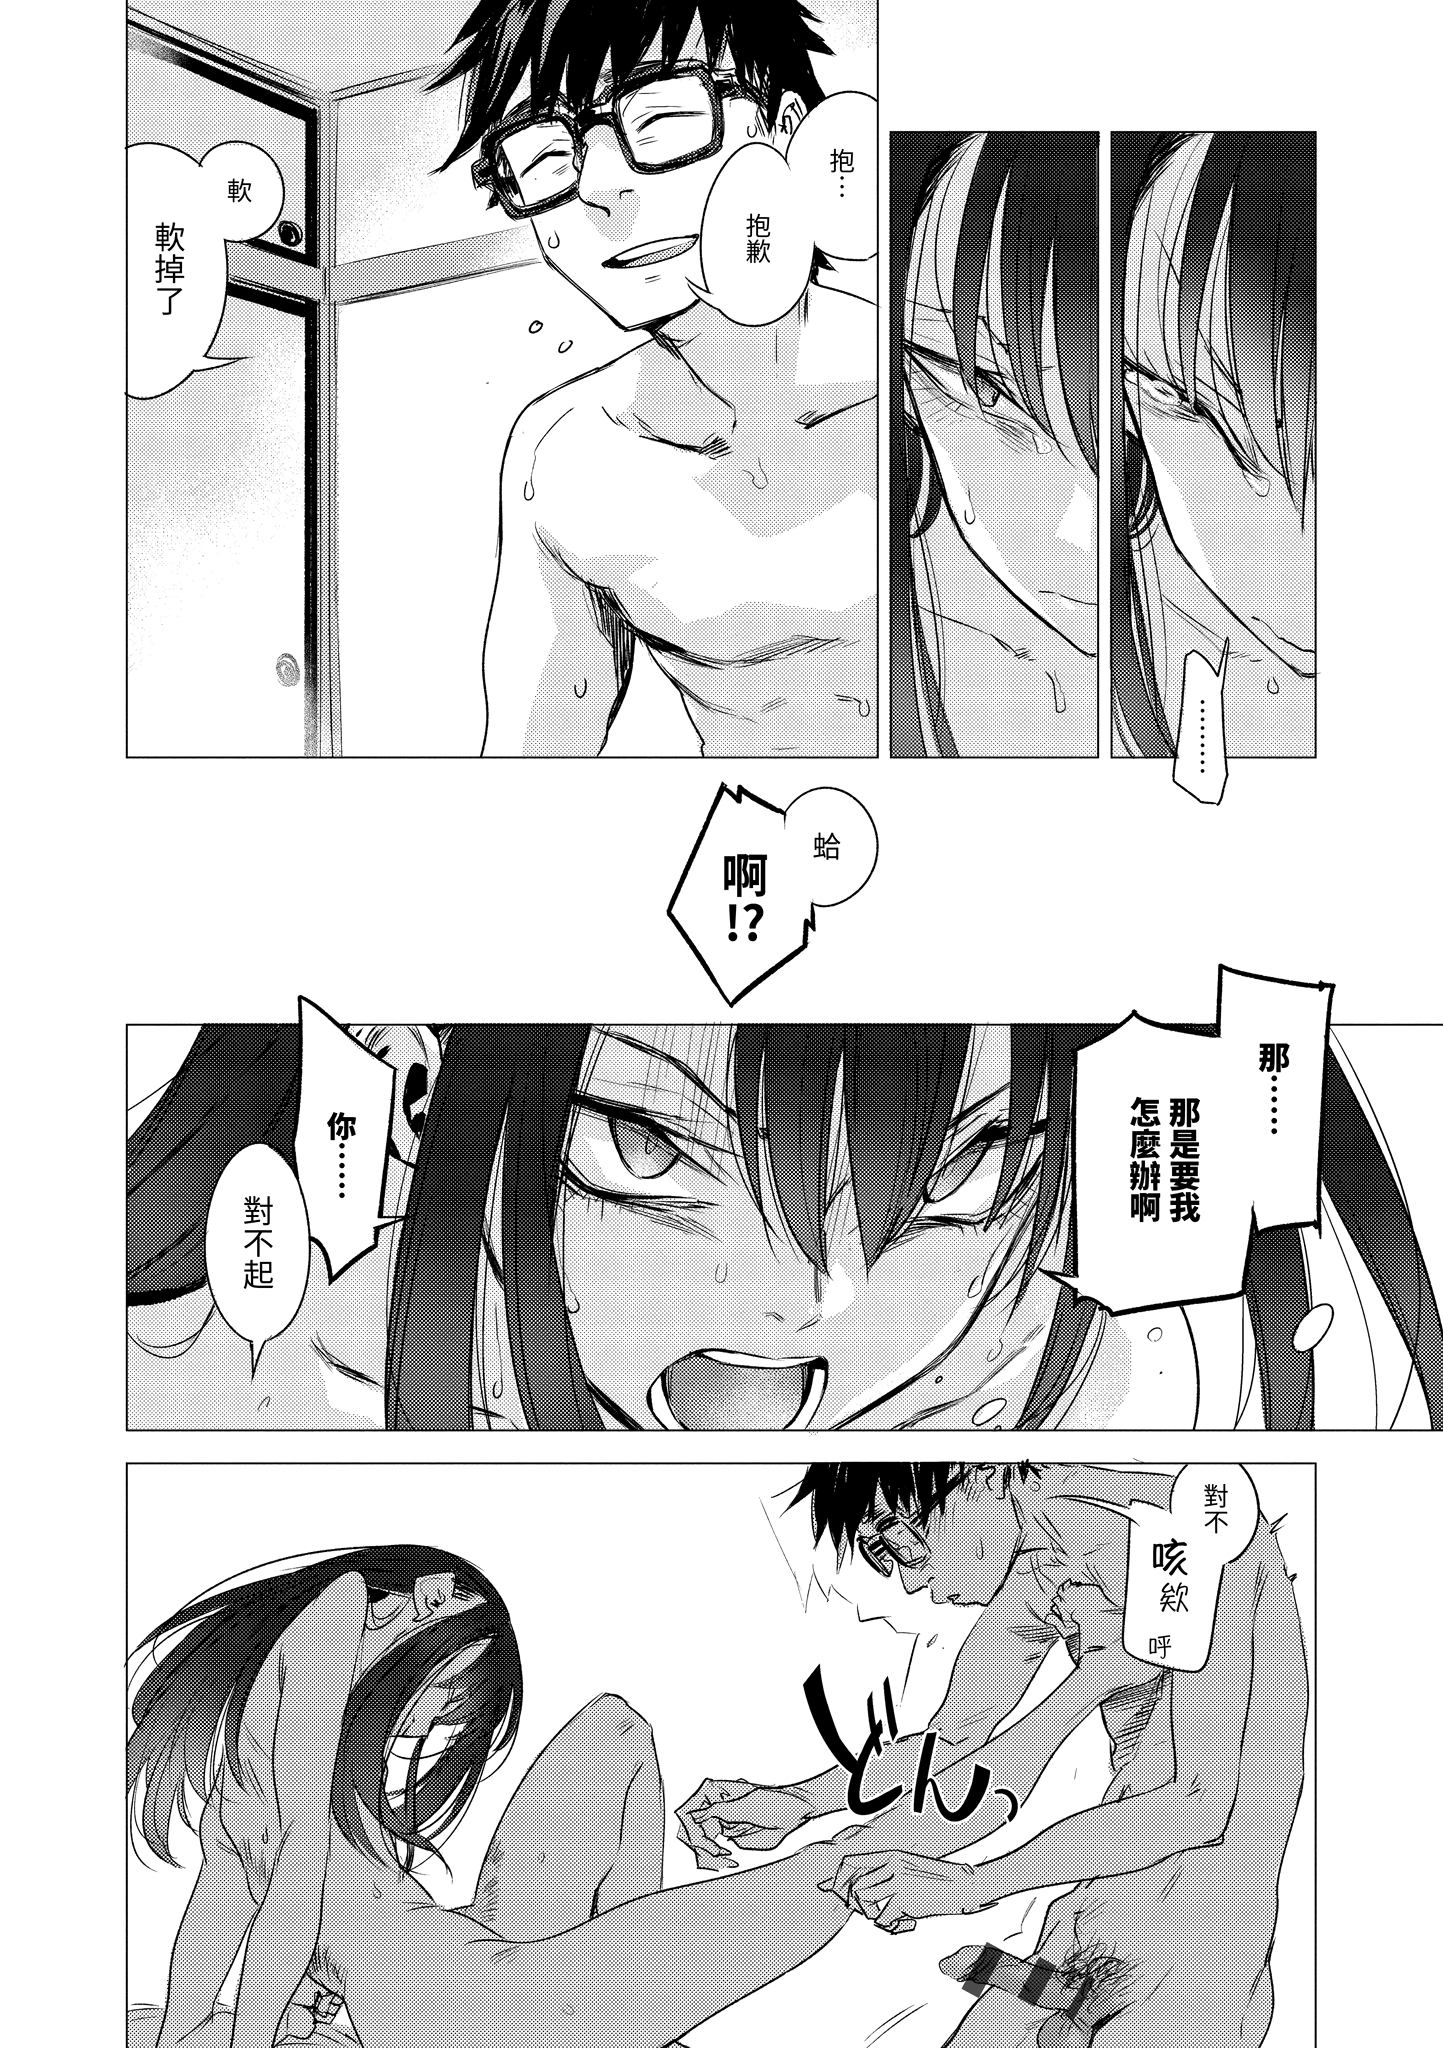 ………
抱…
抱歉
軟
軟掉了
蛤
啊!?
那……
那是要我
怎麼辦啊
你……
對不起
對不
咳
欸
呼
どんっ